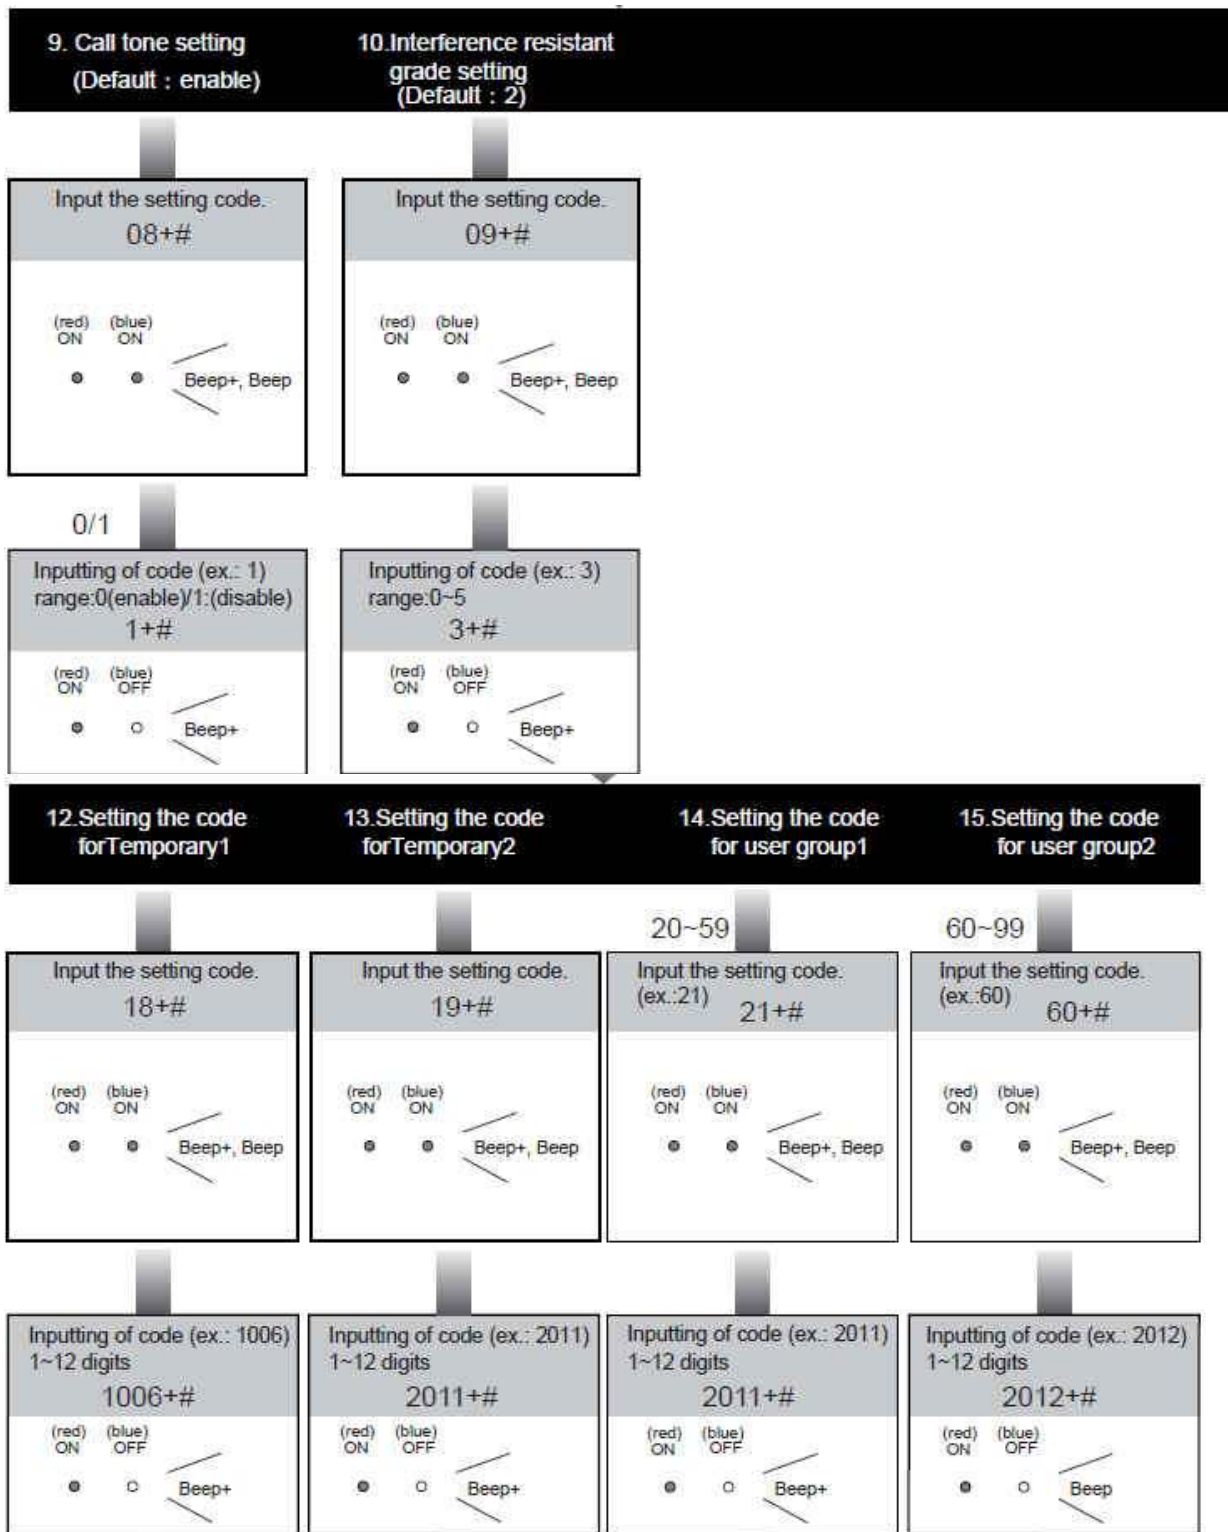 9. Call tone setting
(Default : enable)
10.Interference resistant
grade setting
(Default : 2)
Input the setting code.
08+#
(red) (blue)
ON ON
Beep+, Beep
Input the setting code.
09+#
(red) (blue)
ON ON
Beep+, Beep
0/1
Inputting of code (ex.: 1)
range:0(enable)/1:(disable)
1+#
(red) (blue)
ON OFF
Beep+
Inputting of code (ex.: 3)
range:0~5
3+#
(red) (blue)
ON OFF
Beep+
12.Setting the code
forTemporary1
13.Setting the code
forTemporary2
14.Setting the code
for user group1
15.Setting the code
for user group2
Input the setting code.
18+#
(red) (blue)
ON ON
Beep+, Beep
Input the setting code.
19+#
(red) (blue)
ON ON
Beep+, Beep
20~59
Input the setting code.
(ex.:21) 21+#
(red) (blue)
ON ON
Beep+, Beep
60~99
Input the setting code.
(ex.:60) 60+#
(red) (blue)
ON ON
Beep+, Beep
Inputting of code (ex.: 1006)
1~12 digits
1006+#
(red) (blue)
ON OFF
Beep+
Inputting of code (ex.: 2011)
1~12 digits
2011+#
(red) (blue)
ON OFF
Beep+
Inputting of code (ex.: 2011)
1~12 digits
2011+#
(red) (blue)
ON OFF
Beep+
Inputting of code (ex.: 2012)
1~12 digits
2012+#
(red) (blue)
ON OFF
Beep